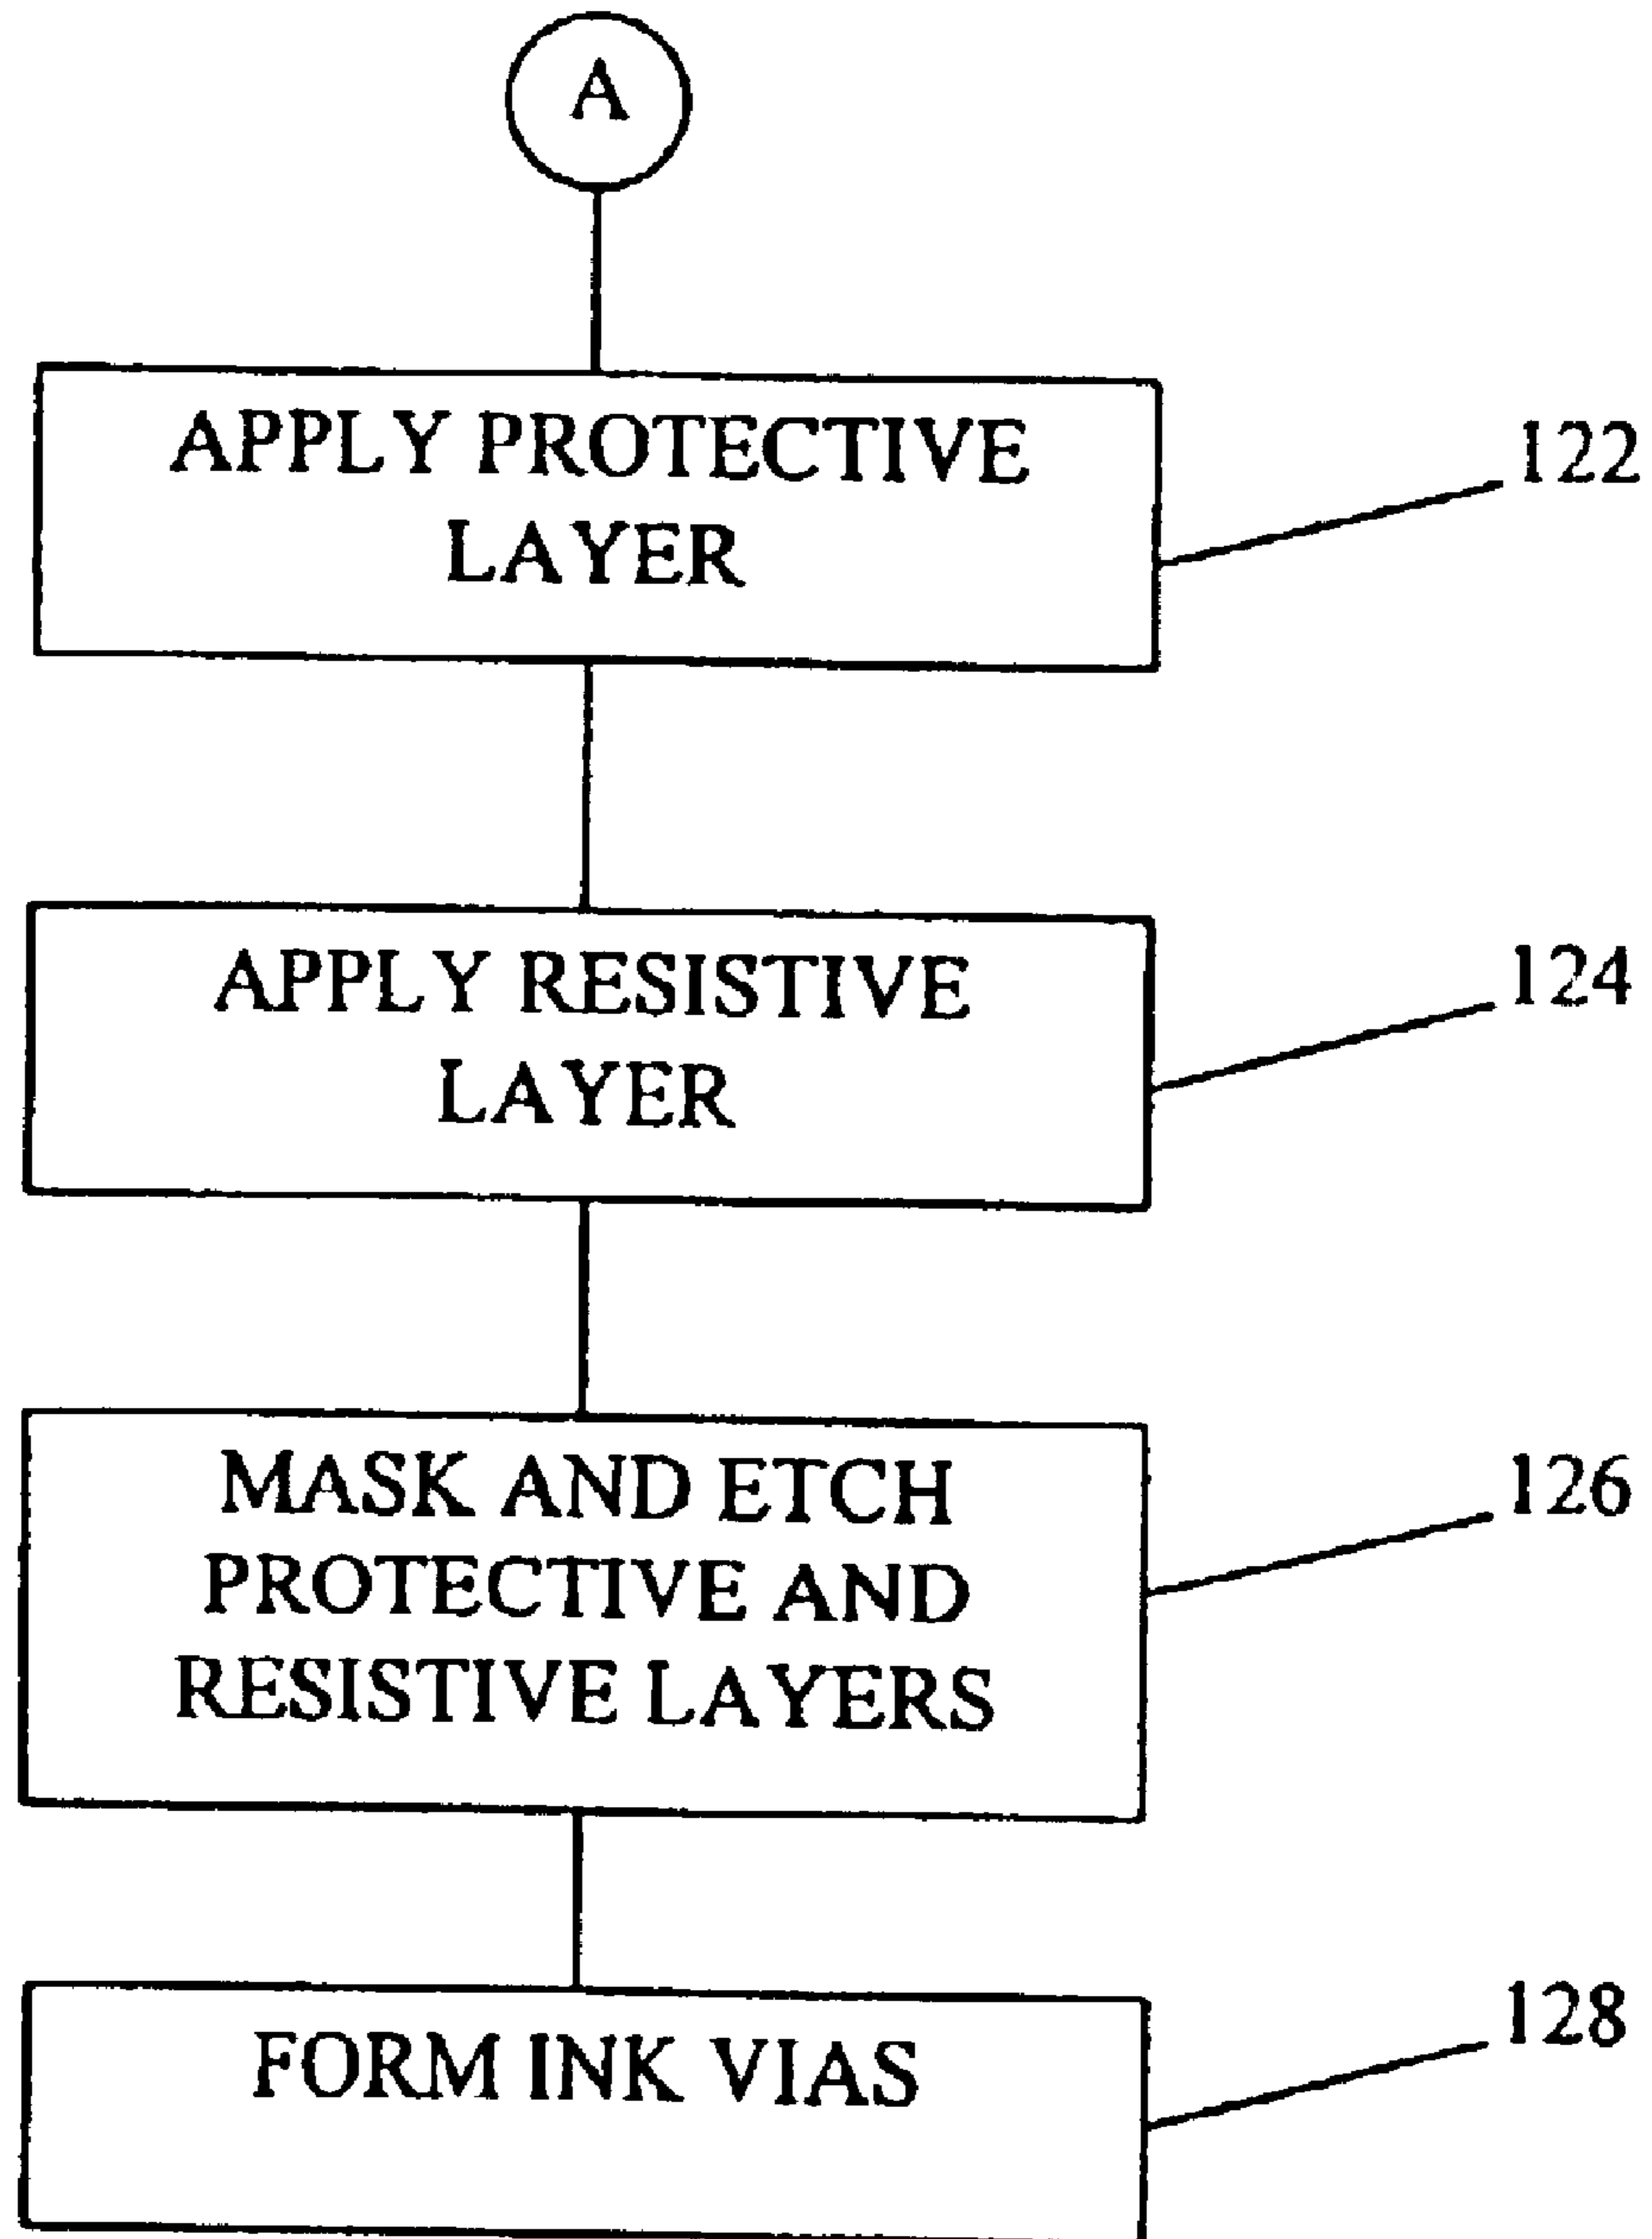 A
APPLY PROTECTIVE
LAYER
122
APPLY RESISTIVE
LAYER
124
MASK AND ETCH
PROTECTIVE AND
RESISTIVE LAYERS
126
FORM INK VIAS
128